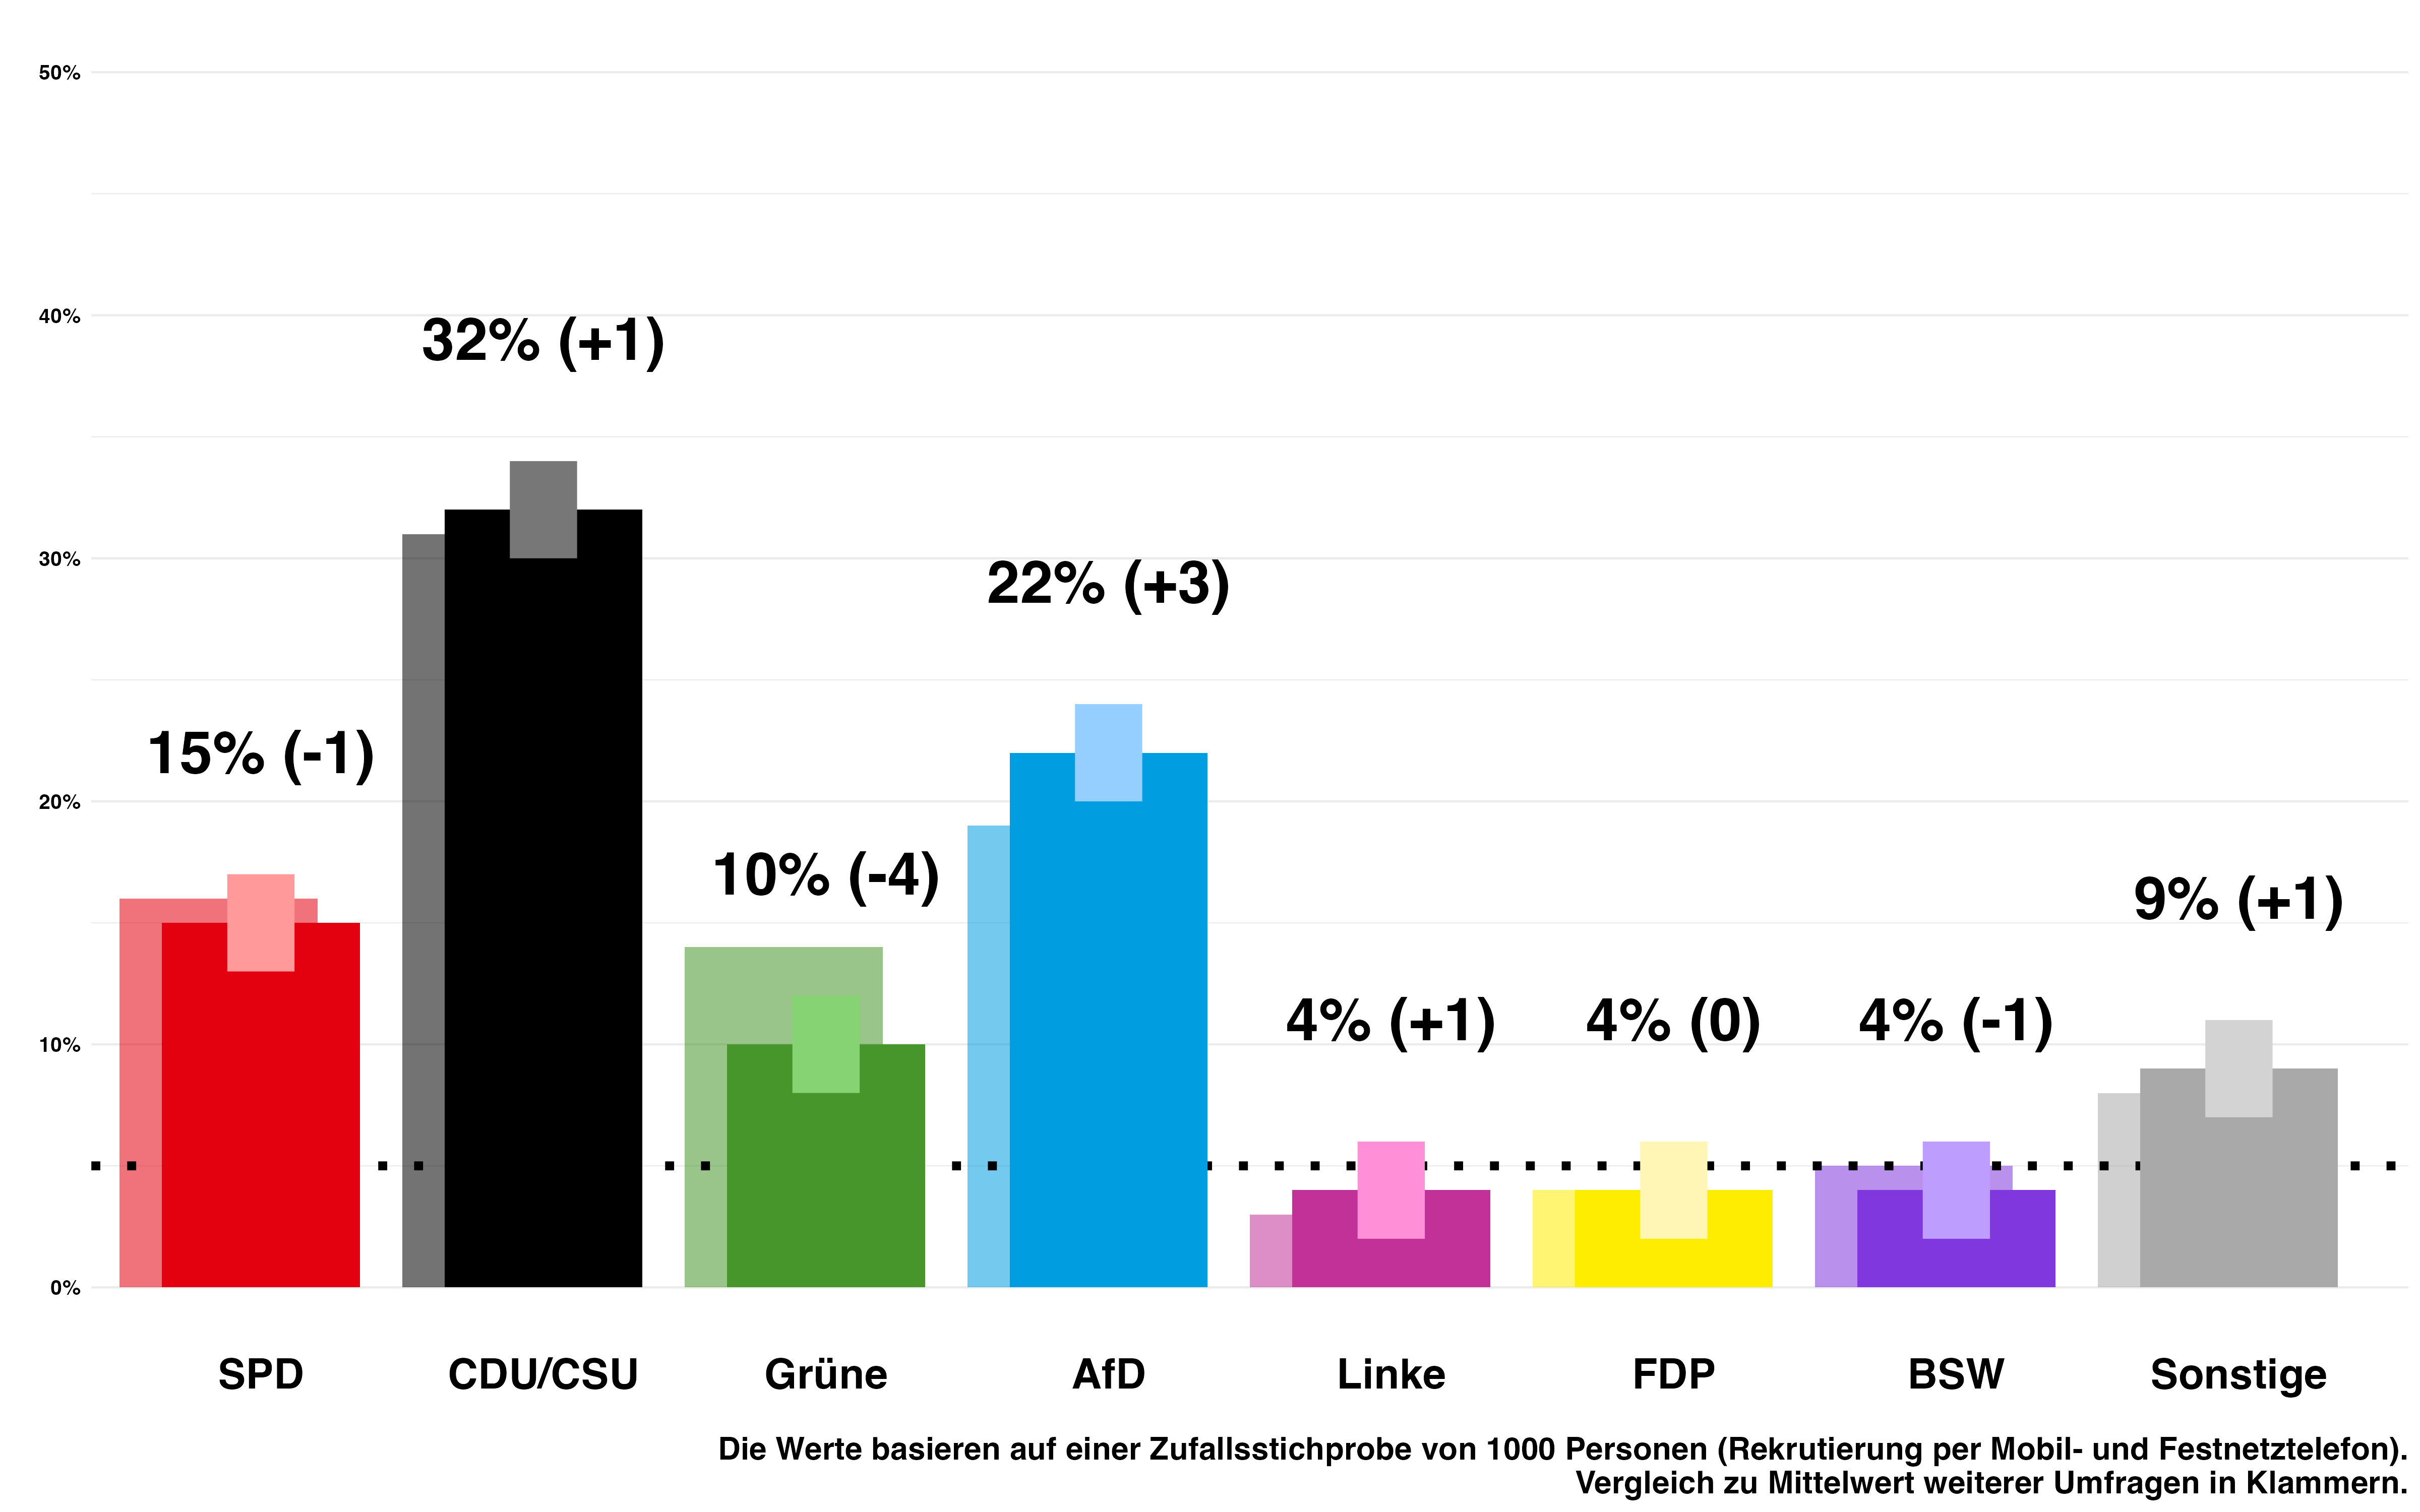 50%
40%
30%
20%
10%
0%
15% (-1)
32% (+1)
10% (-4)
22% (+3)
4% (+1)
4% (0)
4% (-1)
9% (+1)
SPD
CDU/CSU
Grüne
AfD
Linke
FDP
BSW
Sonstige
Die Werte basieren auf einer Zufallsstichprobe von 1000 Personen (Rekrutierung per Mobil- und Festnetztelefon).
Vergleich zu Mittelwert weiterer Umfragen in Klammern.